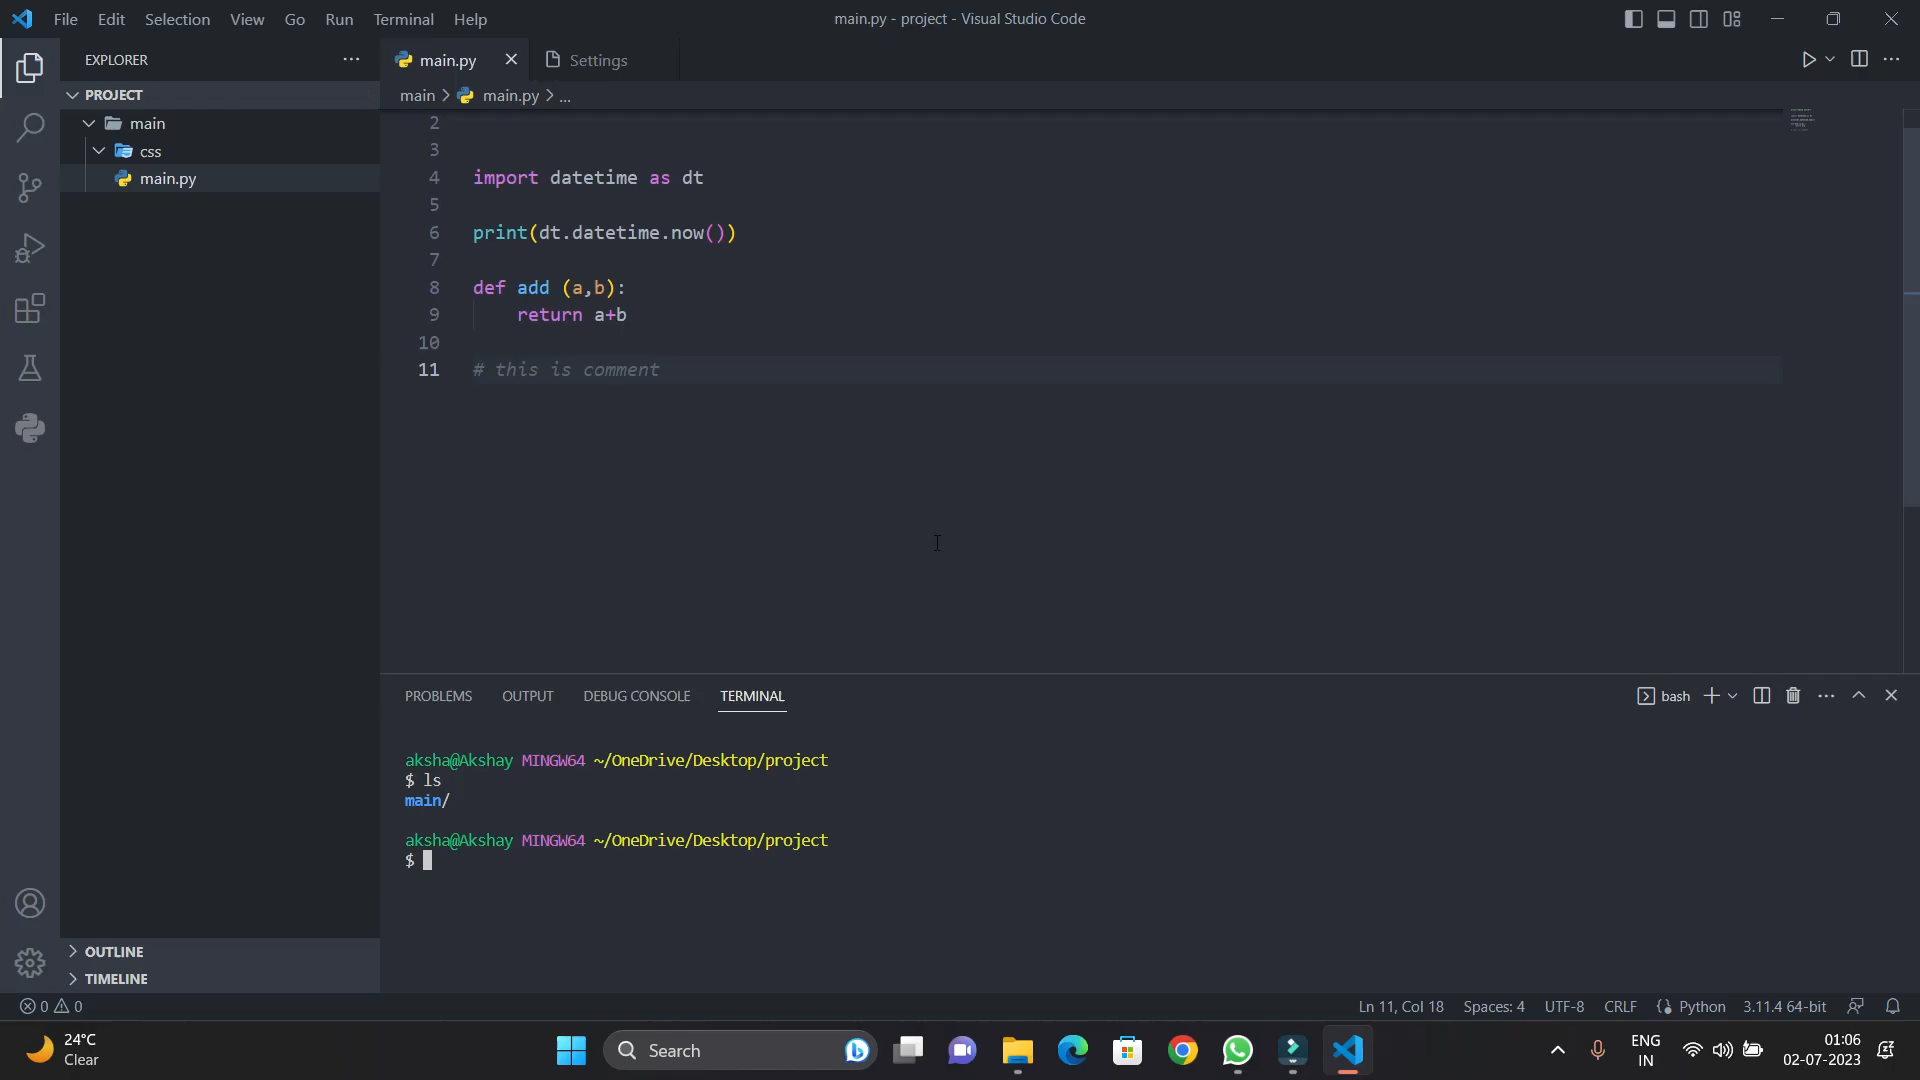 File Edit Selection View Go Run Terminal Help
main.py - project - Visual Studio Code
EXPLORER
main.py
Settings
PROJECT
main > main.py > ...
main
css
main.py
2
3
4 import datetime as dt
5
6 print(dt.datetime.now())
7
8 def add (a,b):
9     return a+b
10
11 # this is comment
PROBLEMS OUTPUT DEBUG CONSOLE TERMINAL
bash
aksha@Akshay MINGW64 ~/OneDrive/Desktop/project
$ ls
main/
aksha@Akshay MINGW64 ~/OneDrive/Desktop/project
$
OUTLINE
TIMELINE
0 0
Ln 11, Col 18 Spaces: 4 UTF-8 CRLF Python 3.11.4 64-bit
24°C
Clear
Search
ENG
IN
01:06
02-07-2023